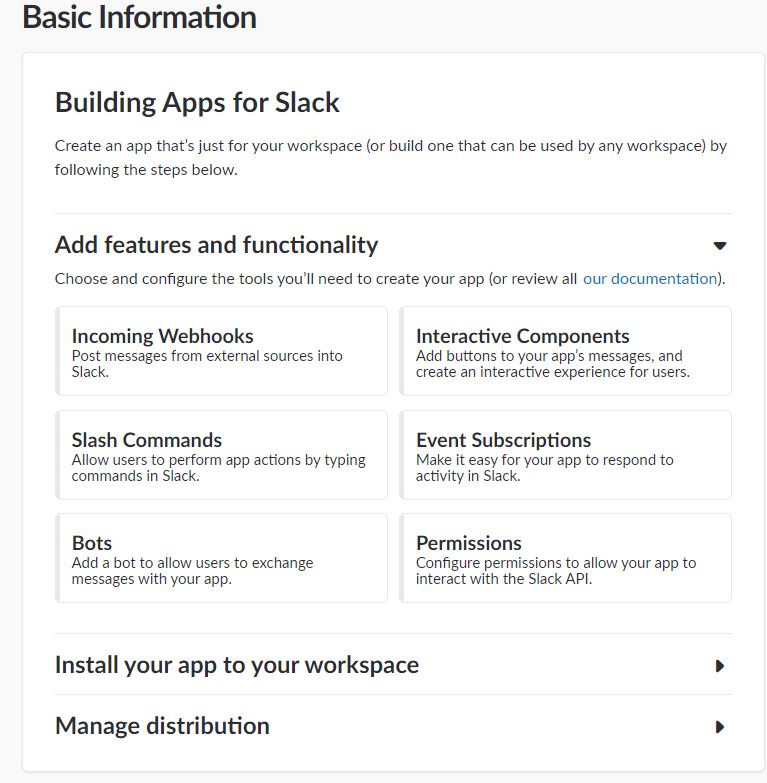 Basic Information
Building Apps for Slack
Create an app that’s just for your workspace (or build one that can be used by any workspace) by
following the steps below.
Add features and functionality
Choose and configure the tools you’ll need to create your app (or review all our documentation).
Incoming Webhooks
Post messages from external sources into
Slack.
Interactive Components
Add buttons to your app’s messages, and
create an interactive experience for users.
Slash Commands
Allow users to perform app actions by typing
commands in Slack.
Event Subscriptions
Make it easy for your app to respond to
activity in Slack.
Bots
Add a bot to allow users to exchange
messages with your app.
Permissions
Configure permissions to allow your app to
interact with the Slack API.
Install your app to your workspace
Manage distribution